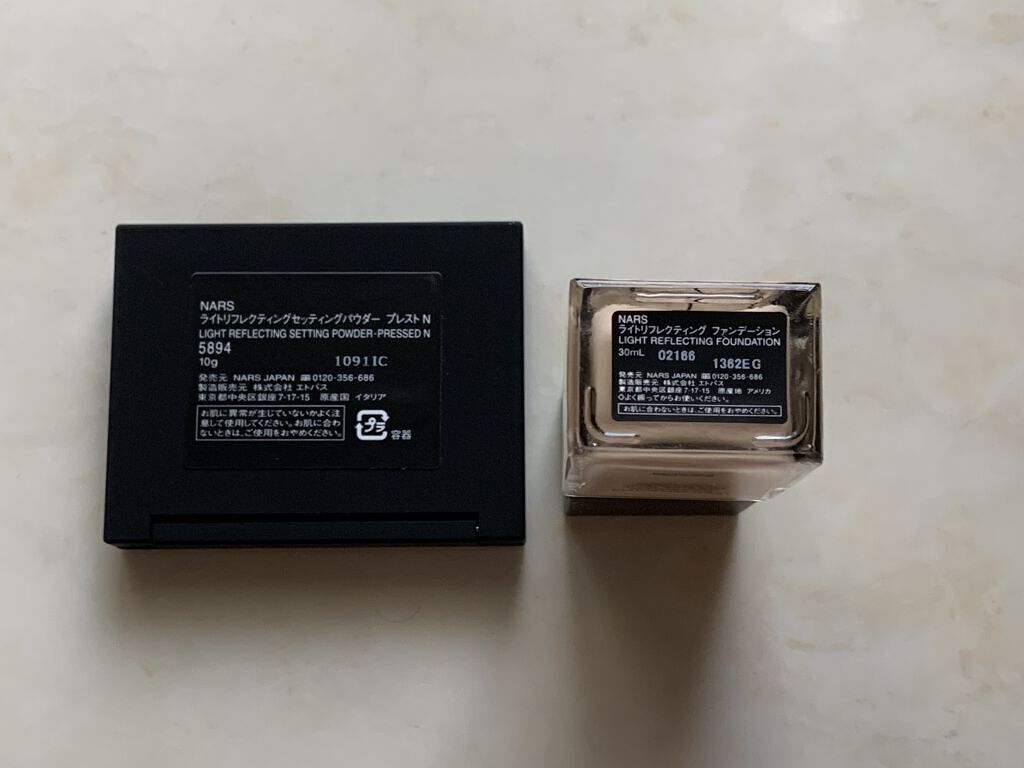 NARS
ライトリフレクティングセッティングパウダー プレスト N
LIGHT REFLECTING SETTING POWDER-PRESSED N
5894
10g 1091IC
発売元 NARS JAPAN 0120-356-686
製造販売元 株式会社 エトバス
東京都中央区銀座7-17-15 原産国 イタリア
お肌に異常が生じていないかよく注
意して使用してください。お肌に合わ
ないときは、ご使用をおやめください。
プラ
容器
NARS
ライトリフレクティング ファンデーション
LIGHT REFLECTING FOUNDATION
30mL 02166 1362EG
発売元 NARS JAPAN 0120-356-686
製造販売元 株式会社 エトバス
東京都中央区銀座7-17-15 原産地 アメリカ
◇よく振ってからお使いください。
お肌に合わないときは、ご使用をおやめください。